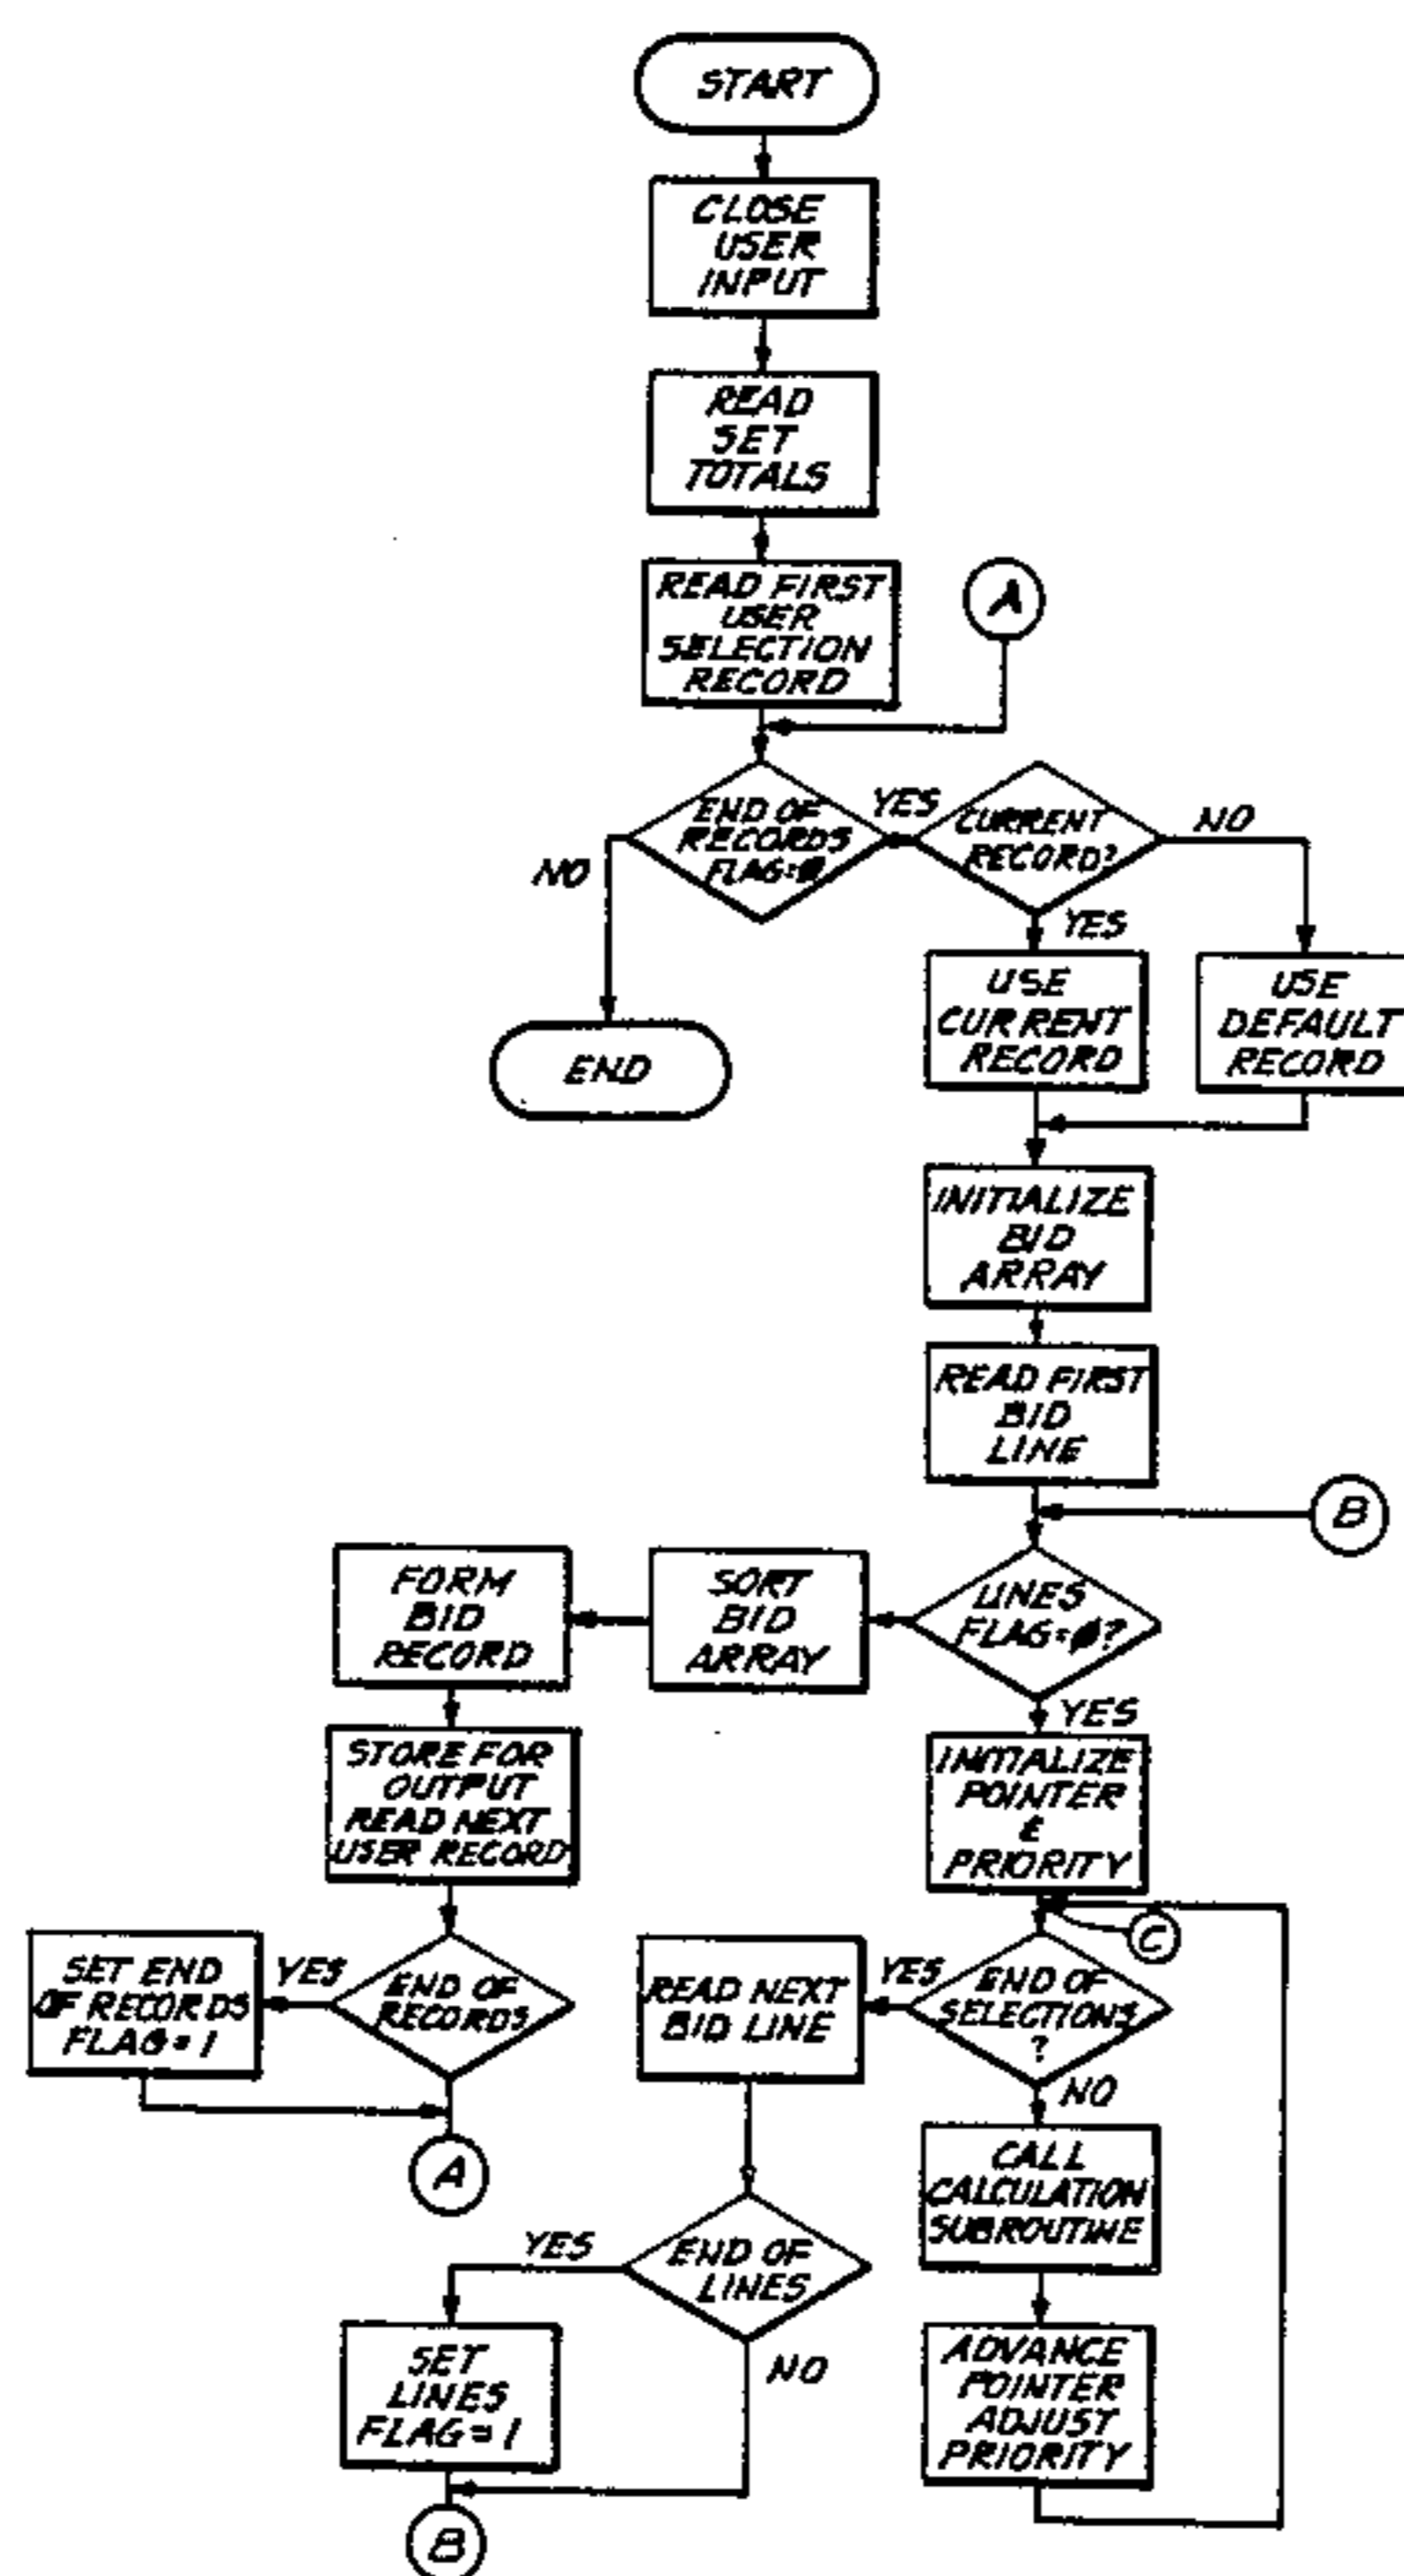 START
CLOSE
USER
INPUT
READ
SET
TOTALS
READ FIRST
USER
SELECTION
RECORD
A
END OF
RECORDS
FLAG=Ø
YES
NO
CURRENT
RECORD?
NO
YES
END
USE
CURRENT
RECORD
USE
DEFAULT
RECORD
INITIALIZE
BID
ARRAY
READ FIRST
BID
LINE
B
LINES
FLAG=Ø?
SORT
BID
ARRAY
FORM
BID
RECORD
YES
STORE FOR
OUTPUT
READ NEXT
USER RECORD
INITIALIZE
POINTER
&
PRIORITY
C
END OF
RECORDS
YES
SET END
OF RECORDS
FLAG=1
A
END OF
SELECTIONS
?
YES
READ NEXT
BID LINE
NO
CALL
CALCULATION
SUBROUTINE
END OF
LINES
YES
NO
SET
LINES
FLAG=1
B
ADVANCE
POINTER
ADJUST
PRIORITY